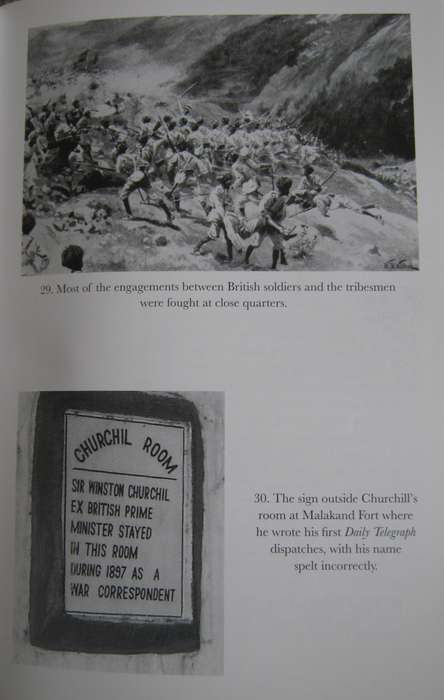 29. Most of the engagements between British soldiers and the tribesmen
were fought at close quarters.
CHURCHIL ROOM
SIR WINSTON CHURCHIL
EX BRITISH PRIME
MINISTER STAYED
IN THIS ROOM
DURING 1897 AS A
WAR CORRESPONDENT
30. The sign outside Churchill's
room at Malakand Fort where
he wrote his first Daily Telegraph
dispatches, with his name
spelt incorrectly.